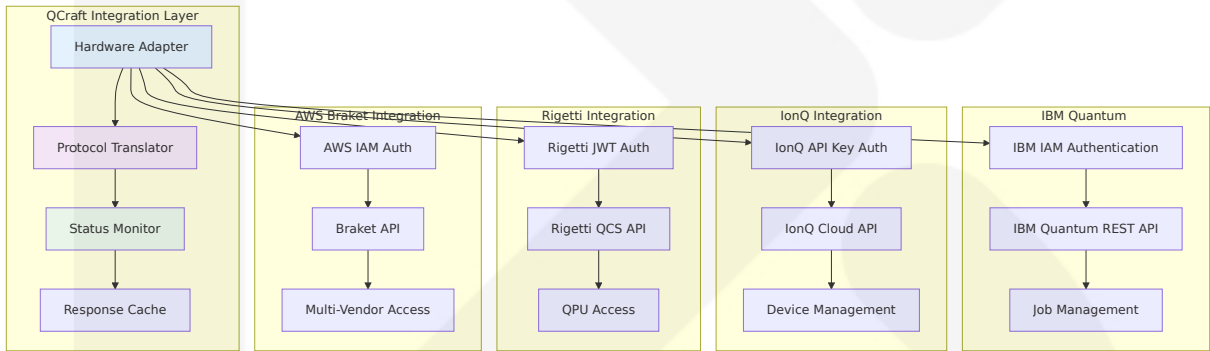 QCraft Integration Layer
Hardware Adapter
Protocol Translator
Status Monitor
Response Cache
AWS Braket Integration
AWS IAM Auth
Braket API
Multi-Vendor Access
Rigetti Integration
Rigetti JWT Auth
Rigetti QCS API
QPU Access
IonQ Integration
IonQ API Key Auth
IonQ Cloud API
Device Management
IBM Quantum
IBM IAM Authentication
IBM Quantum REST API
Job Management